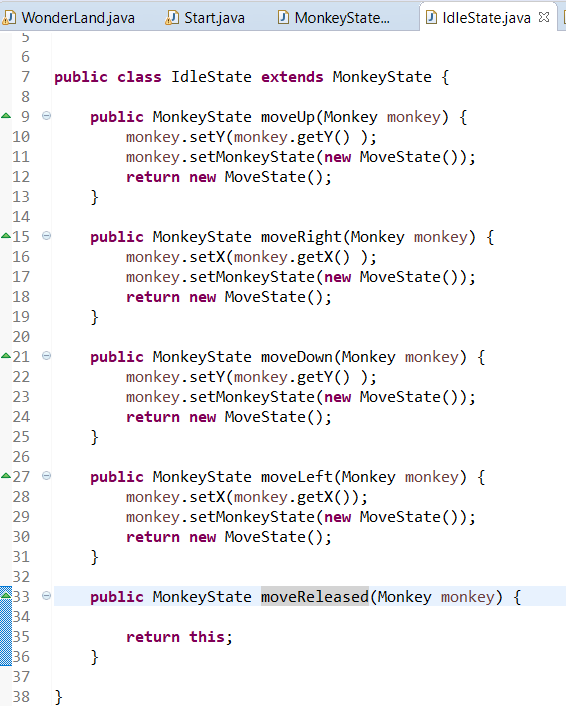 WonderLand.java Start.java MonkeyState... IdleState.java
5
6
7 public class IdleState extends MonkeyState {
8
9 public MonkeyState moveUp(Monkey monkey) {
10 monkey.setY(monkey.getY() );
11 monkey.setMonkeyState(new MoveState());
12 return new MoveState();
13 }
14
15 public MonkeyState moveRight(Monkey monkey) {
16 monkey.setX(monkey.getX() );
17 monkey.setMonkeyState(new MoveState());
18 return new MoveState();
19 }
20
21 public MonkeyState moveDown(Monkey monkey) {
22 monkey.setY(monkey.getY() );
23 monkey.setMonkeyState(new MoveState());
24 return new MoveState();
25 }
26
27 public MonkeyState moveLeft(Monkey monkey) {
28 monkey.setX(monkey.getX());
29 monkey.setMonkeyState(new MoveState());
30 return new MoveState();
31 }
32
33 public MonkeyState moveReleased(Monkey monkey) {
34
35 return this;
36 }
37
38 }